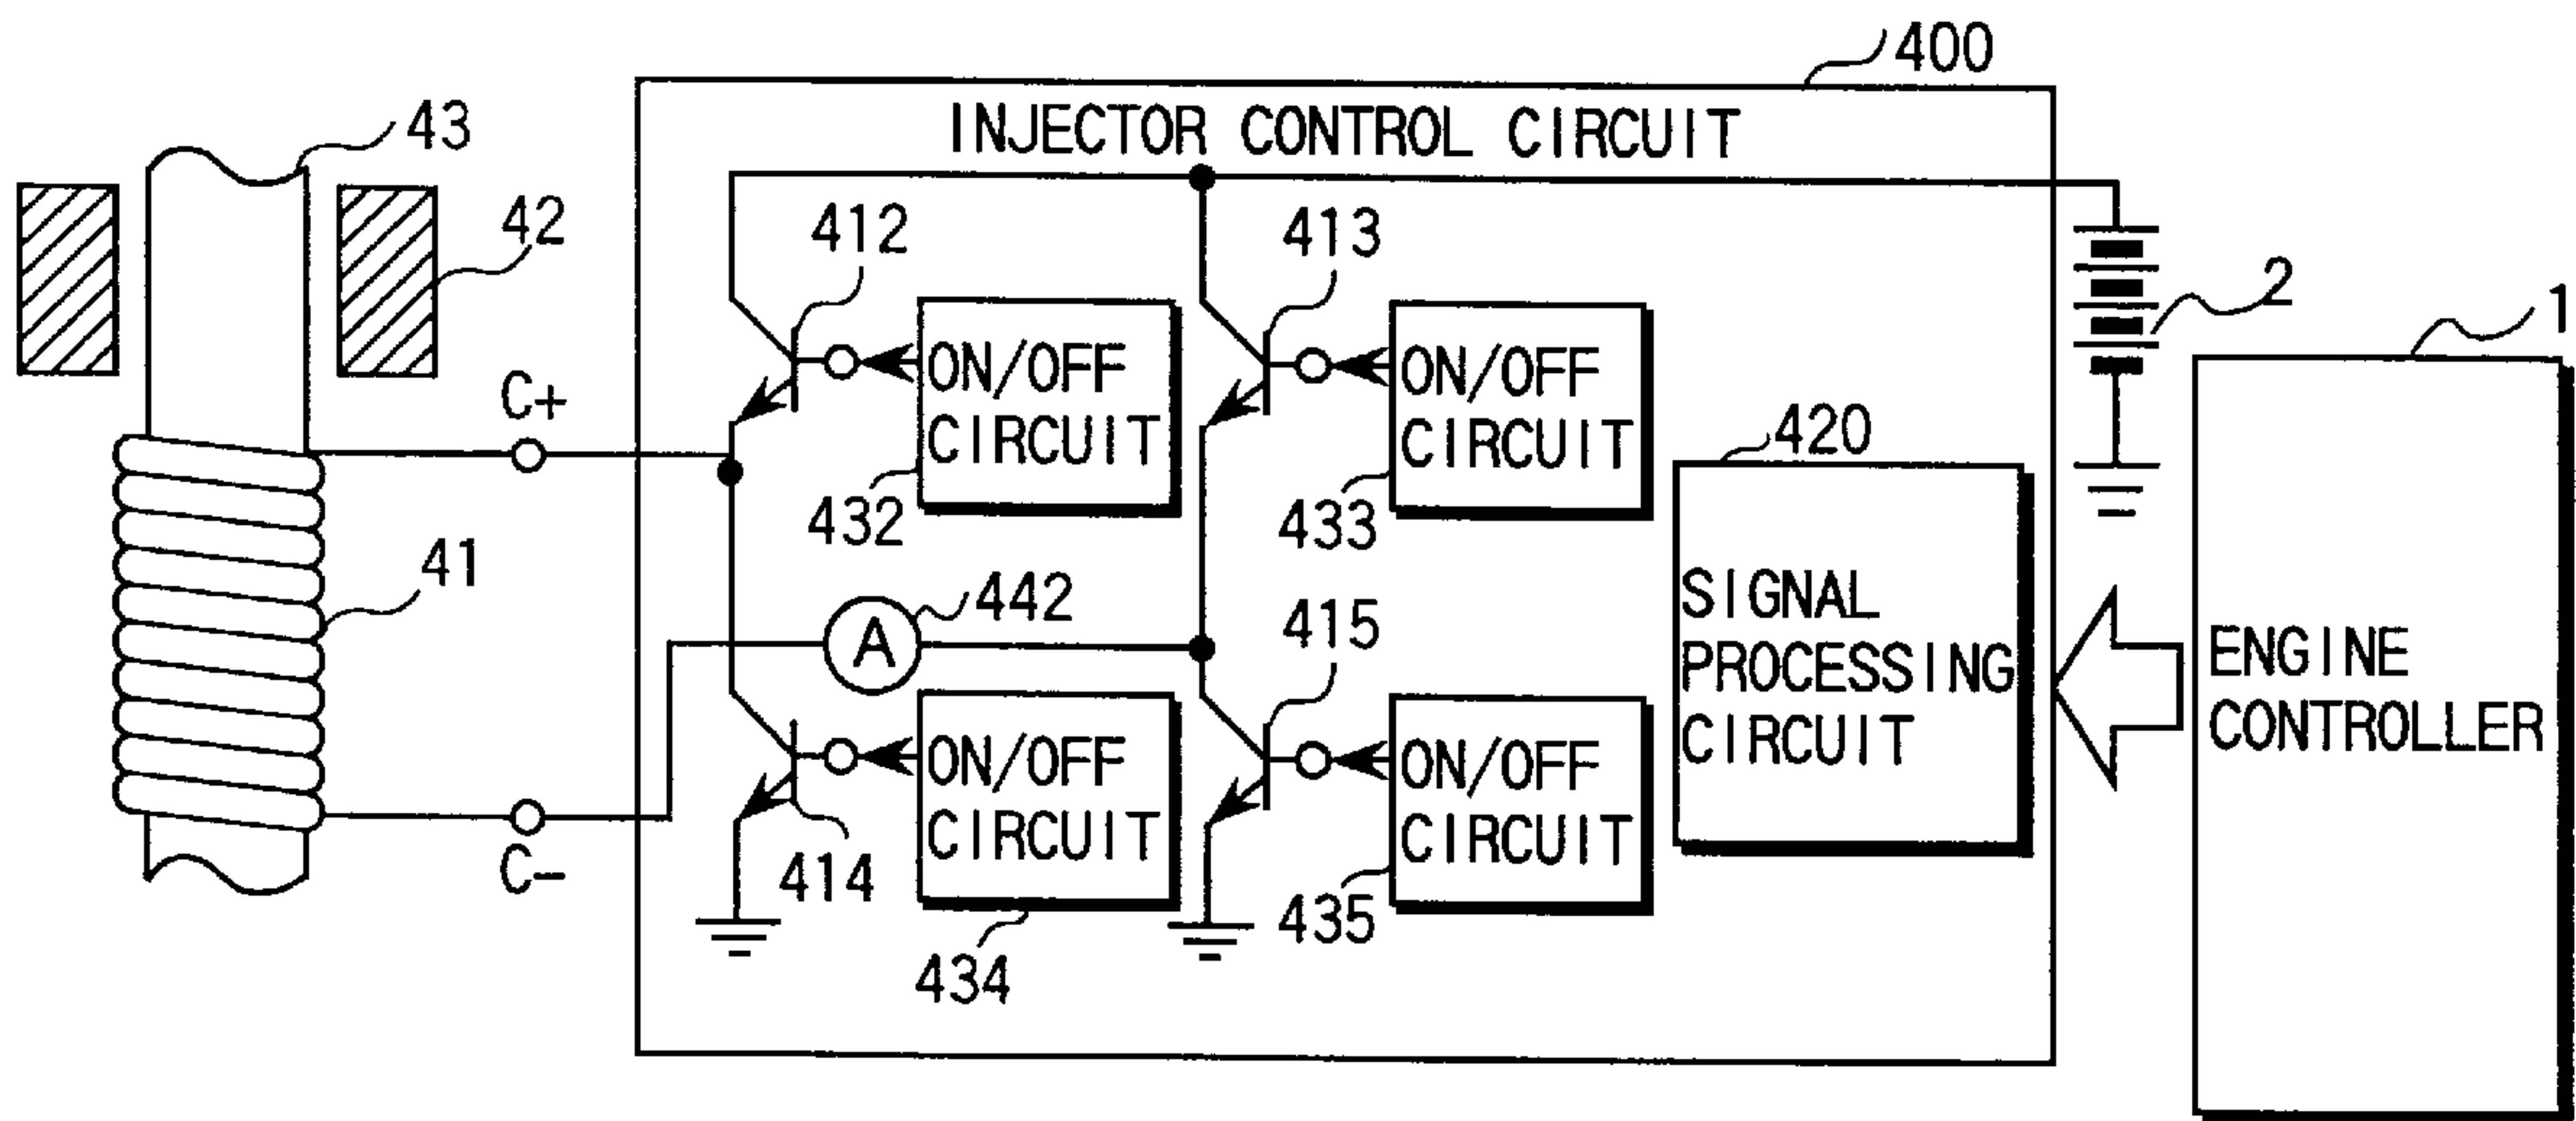 400
INJECTOR CONTROL CIRCUIT
43
42
412
413
2
1
C+
ON/OFF
CIRCUIT
ON/OFF
CIRCUIT
432
433
420
41
442
415
SIGNAL
PROCESSING
CIRCUIT
ENGINE
CONTROLLER
A
ON/OFF
CIRCUIT
ON/OFF
CIRCUIT
C-
414
434
435